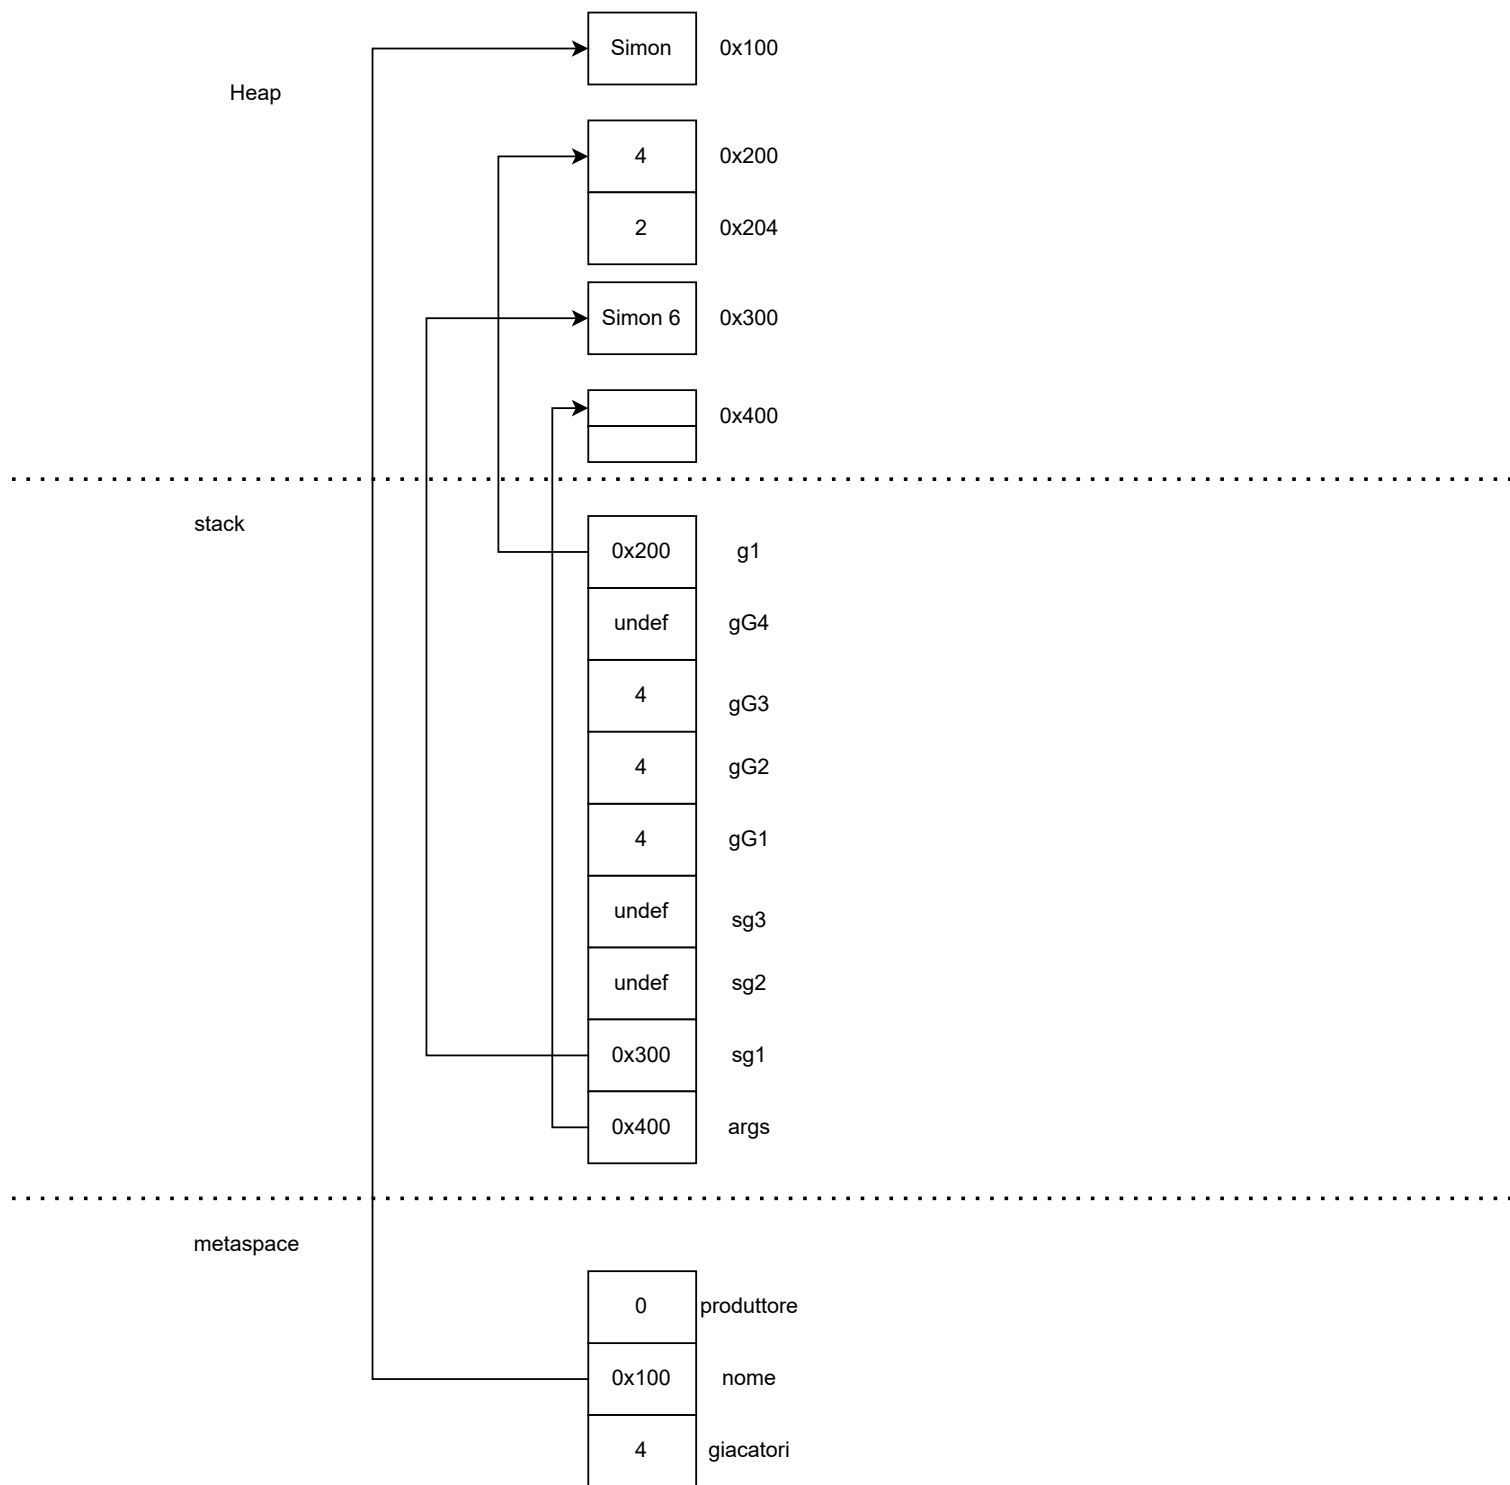 Simon 0x100
Heap
4 0x200
2 0x204
Simon 6 0x300
0x400
stack
0x200 g1
undef gG4
4 gG3
4 gG2
4 gG1
undef sg3
undef sg2
0x300 sg1
0x400 args
metaspace
0 produttore
0x100 nome
4 giacatori